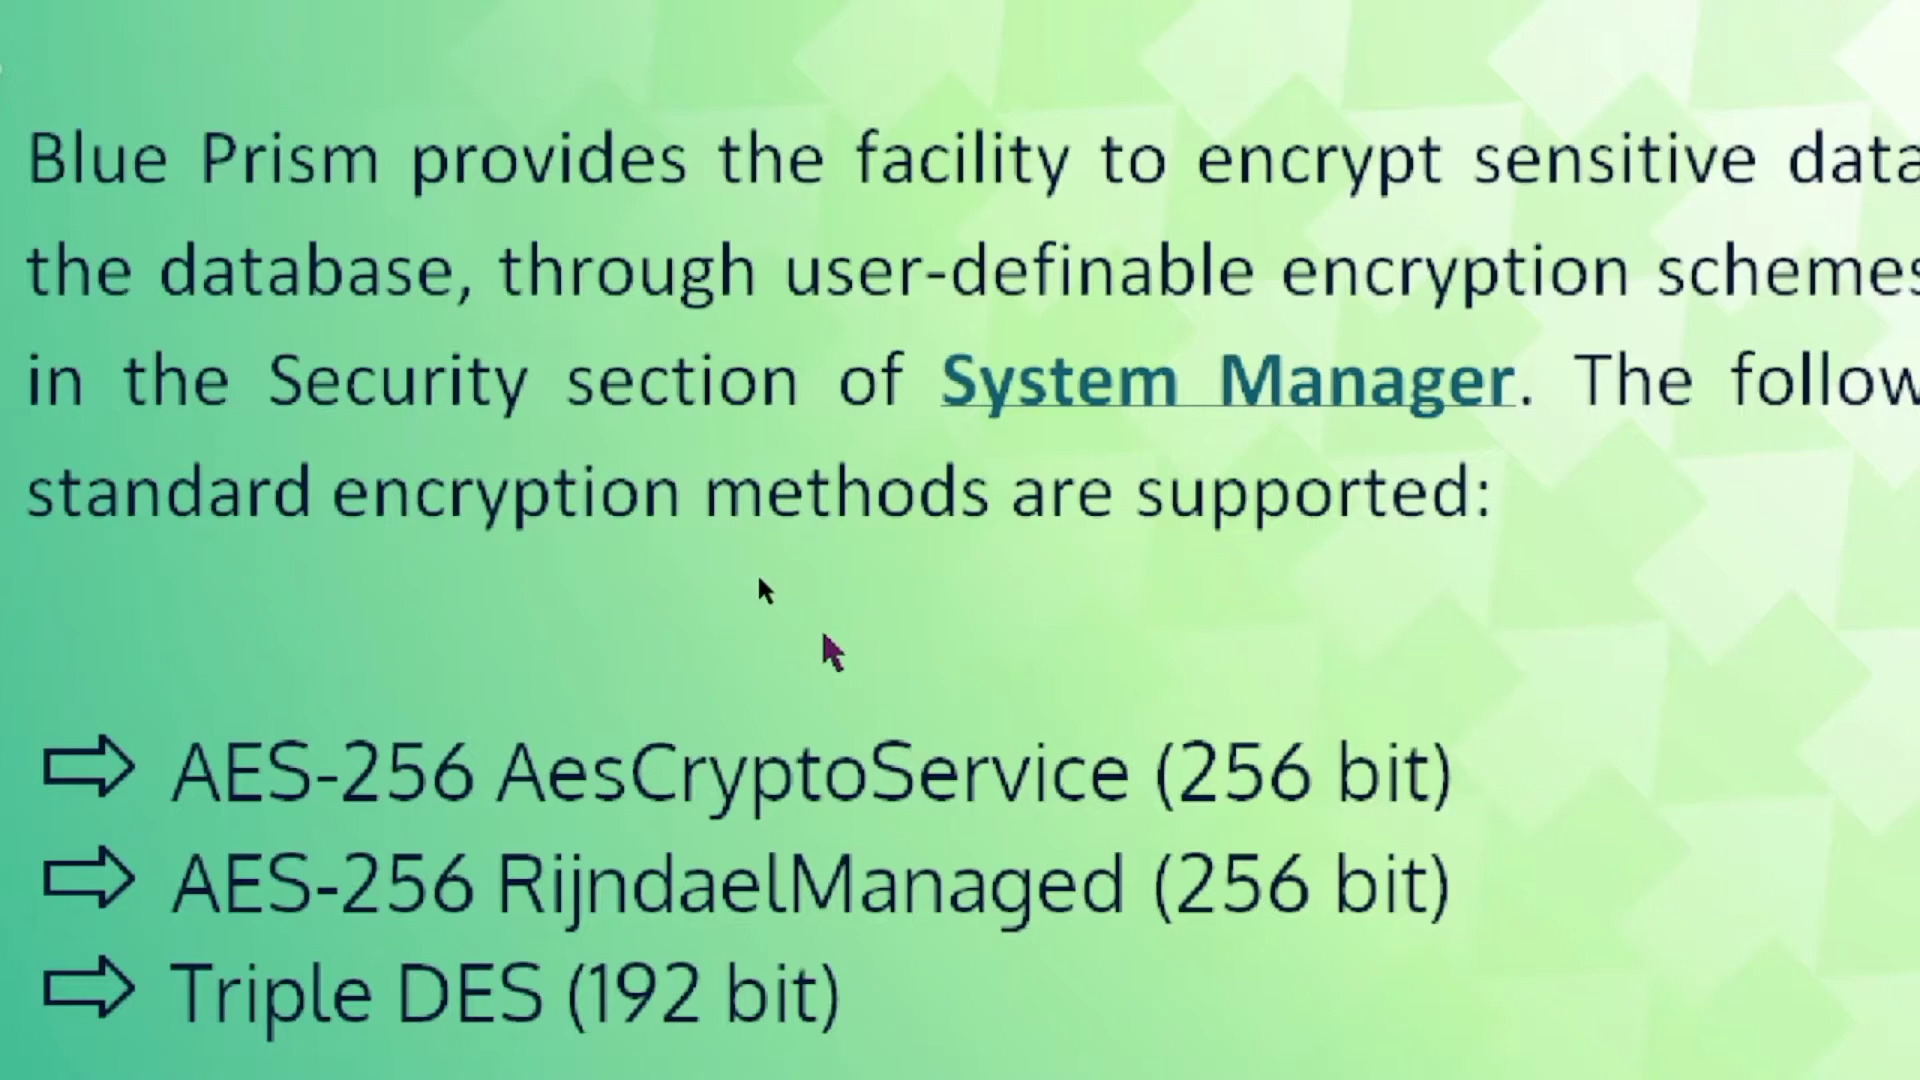 Blue Prism provides the facility to encrypt sensitive data
the database, through user-definable encryption schemes
in the Security section of System Manager. The follow
standard encryption methods are supported:
AES-256 AesCryptoService (256 bit)
AES-256 RijndaelManaged (256 bit)
Triple DES (192 bit)